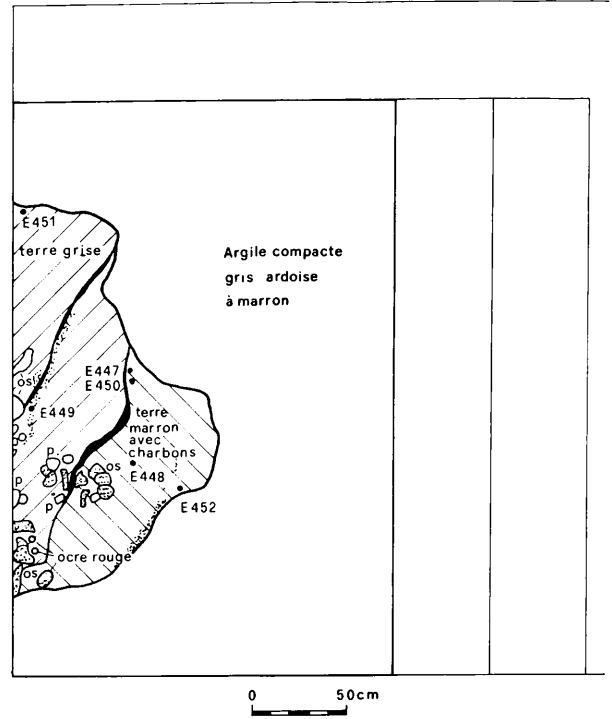 E451
terre grise
Argile compacte
gris ardoise
à marron
E447
os
E450
E449
terre
marron
avec
charbons
p.
os
E448
p
p
E452
ocre rouge
os
0 50cm